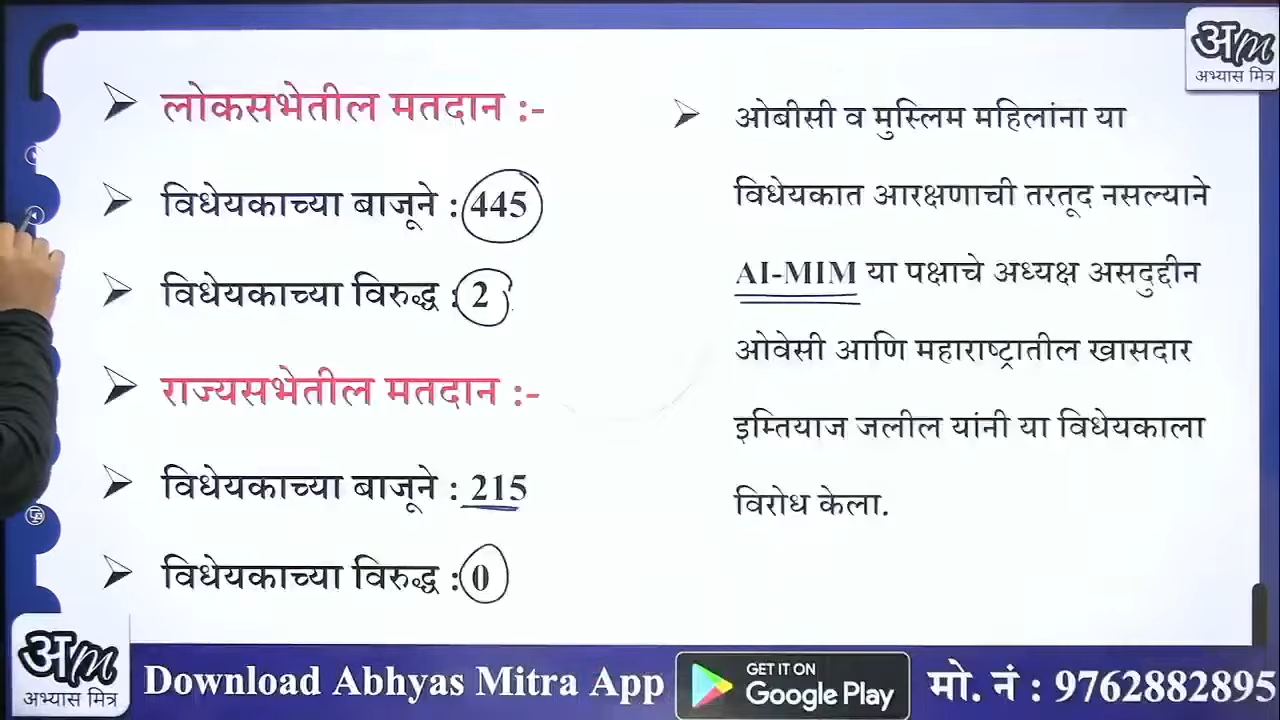 अm
अभ्यास मित्र
➢ लोकसभेतील मतदान :-
➢ विधेयकाच्या बाजूने : 445
➢ विधेयकाच्या विरुद्ध : 2
➢ राज्यसभेतील मतदान :-
➢ विधेयकाच्या बाजूने : 215
➢ विधेयकाच्या विरुद्ध : 0
➢ ओबीसी व मुस्लिम महिलांना या
विधेयकात आरक्षणाची तरतूद नसल्याने
AI-MIM या पक्षाचे अध्यक्ष असदुद्दीन
ओवेसी आणि महाराष्ट्रातील खासदार
इम्तियाज जलील यांनी या विधेयकाला
विरोध केला.
अm
अभ्यास मित्र
Download Abhyas Mitra App
GET IT ON
Google Play
मो. नं : 9762882895